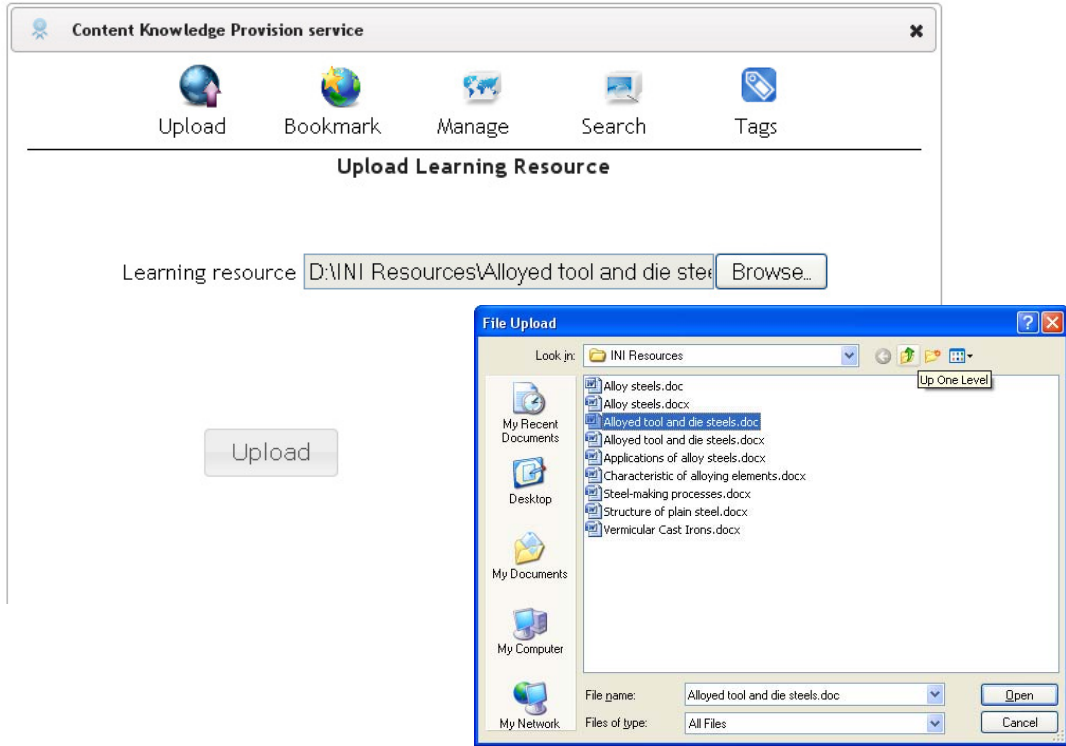 Content Knowledge Provision service
Upload Bookmark Manage Search Tags
Upload Learning Resource
Learning resource D:\INI Resources\Alloyed tool and die stee Browse...
Upload
File Upload
Look in: INI Resources
Up One Level
My Recent Documents
Desktop
My Documents
My Computer
My Network
Alloy steels.doc
Alloy steels.docx
Alloyed tool and die steels.doc
Alloyed tool and die steels.docx
Applications of alloy steels.docx
Characteristic of alloying elements.docx
Steel-making processes.docx
Structure of plain steel.docx
Vermicular Cast Irons.docx
File name: Alloyed tool and die steels.doc Open
Files of type: All Files Cancel